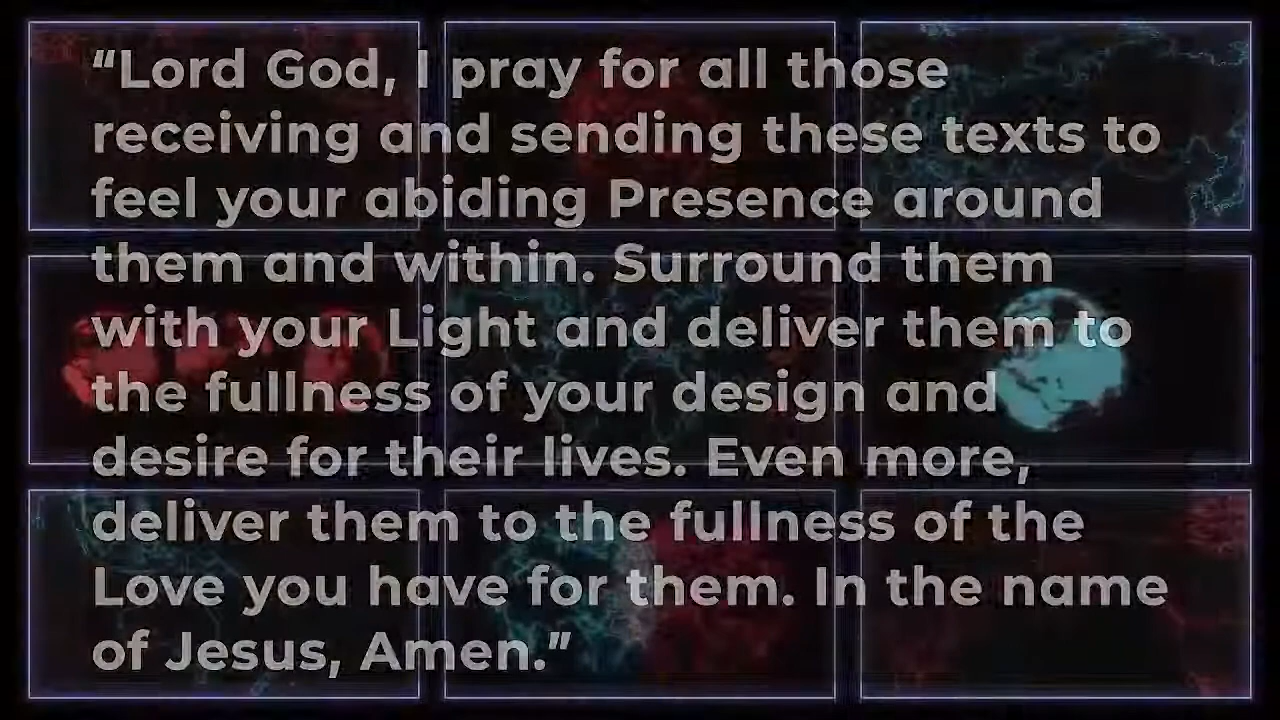 “Lord God, I pray for all those
receiving and sending these texts to
feel your abiding Presence around
them and within. Surround them
with your Light and deliver them to
the fullness of your design and
desire for their lives. Even more,
deliver them to the fullness of the
Love you have for them. In the name
of Jesus, Amen.”